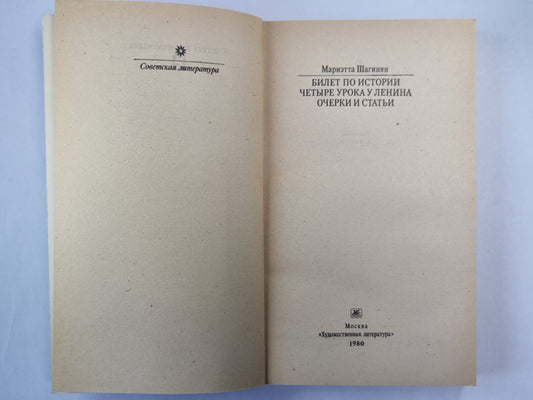 Советская литература
Мариэтта Шагинян
БИЛЕТ ПО ИСТОРИИ
ЧЕТЫРЕ УРОКА У ЛЕНИНА
ОЧЕРКИ И СТАТЬИ
Москва
«Художественная литература»
1980